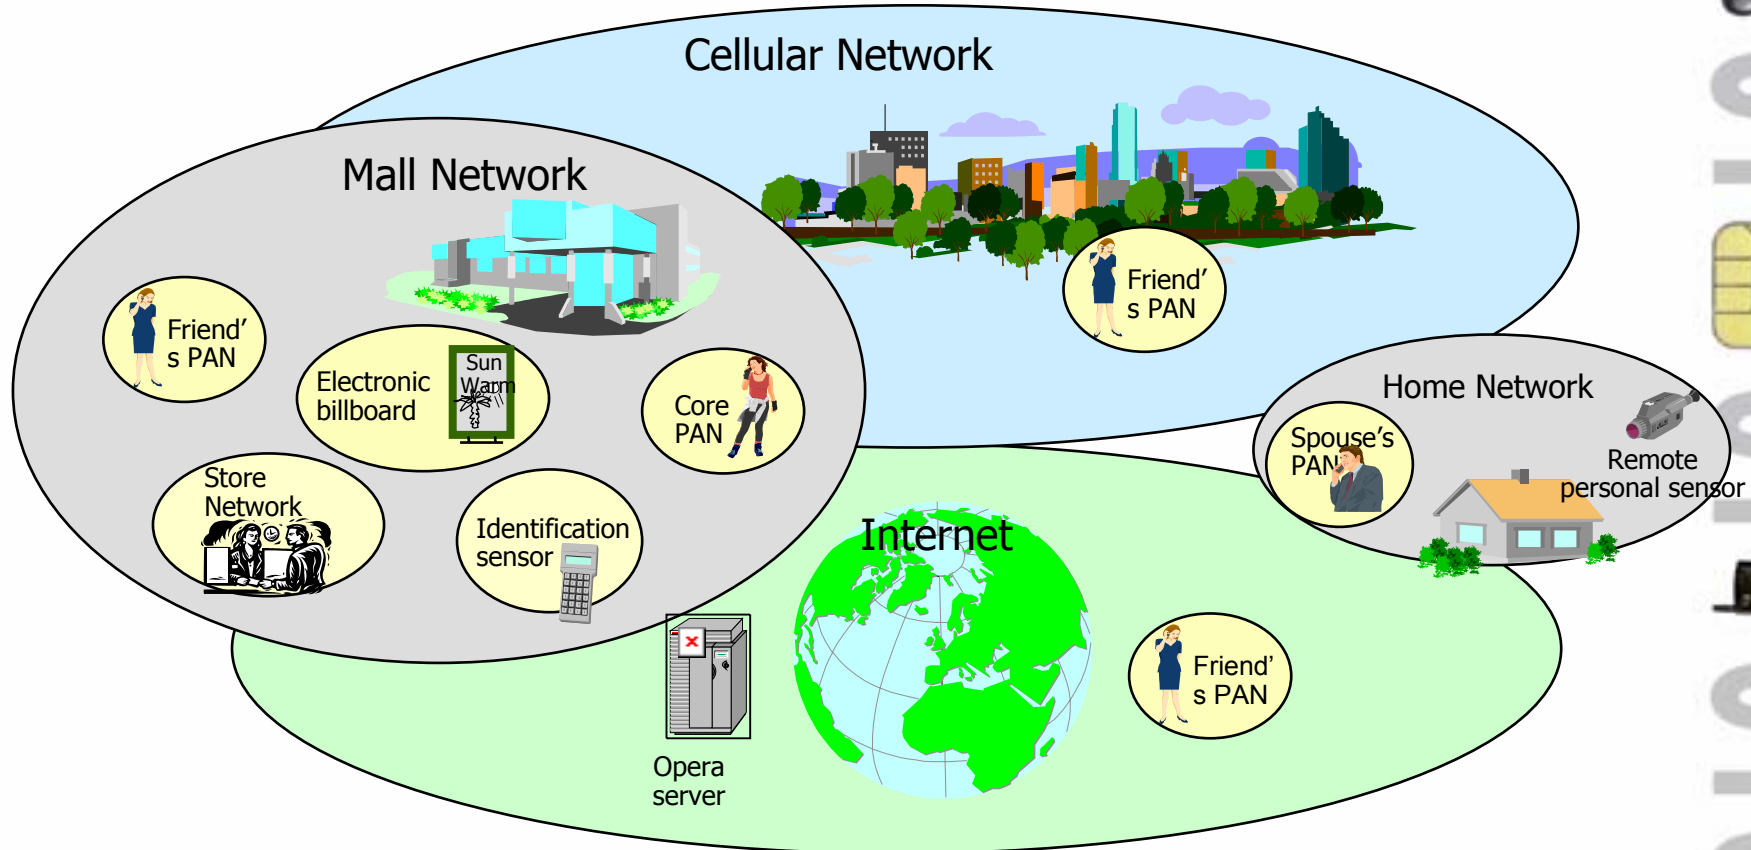 Cellular Network
Mall Network
Friend'
s PAN
Electronic
billboard
Sun
Warm
Core
PAN
Store
Network
Identification
sensor
Friend'
s PAN
Home Network
Spouse's
PAN
Remote
personal sensor
Internet
Friend'
s PAN
Opera
server